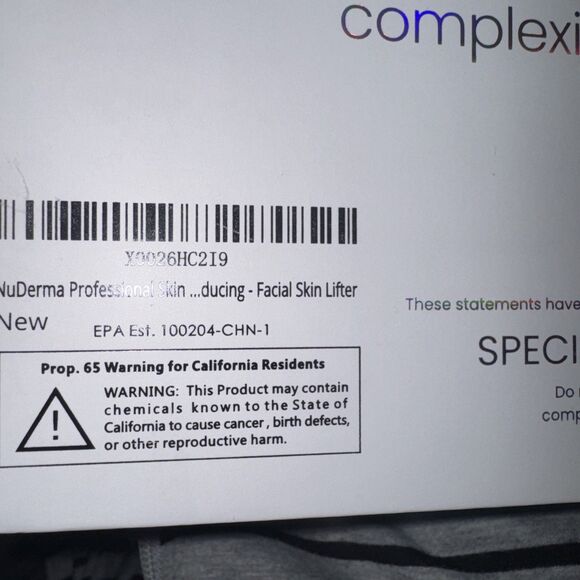 complexi
X0026HC2I9
NuDerma Professional Skin ...ducing - Facial Skin Lifter
New
EPA Est. 100204-CHN-1
These statements have
SPECI
Do
comp
Prop. 65 Warning for California Residents
WARNING: This Product may contain
chemicals known to the State of
California to cause cancer, birth defects,
or other reproductive harm.